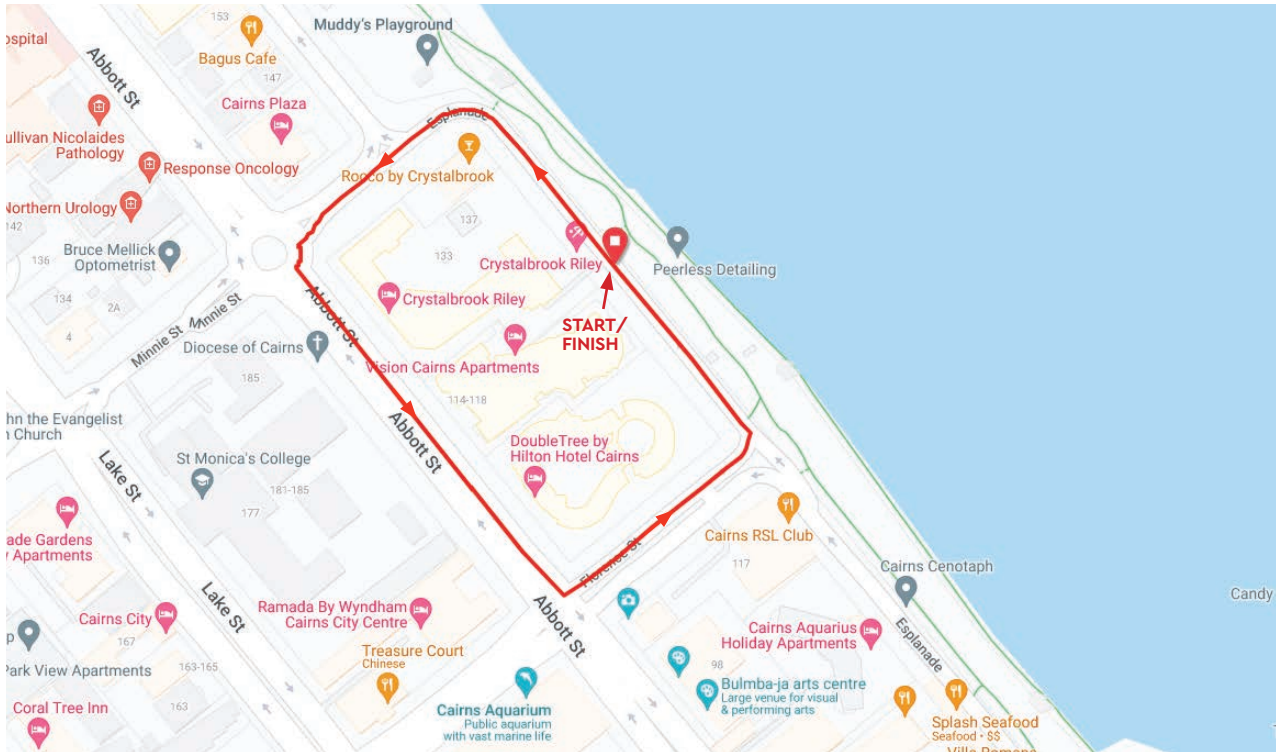 153
Muddy's Playground
ospital
Abbott St
Bagus Cafe
147
Cairns Plaza
Esplanade
ullivan Nicolaides
Pathology
Response Oncology
Rocco by Crystalbrook
Northern Urology
142
137
136
Bruce Mellick
Optometrist
133
Crystalbrook Riley
Peerless Detailing
134
2A
Crystalbrook Riley
Abbott St
Minnie St
Minnie St
4
START/
FINISH
Diocese of Cairns
Vision Cairns Apartments
185
114-118
hn the Evangelist
n Church
Abbott St
DoubleTree by
Hilton Hotel Cairns
Lake St
St Monica's College
181-185
177
ade Gardens
y Apartments
Cairns RSL Club
Florence St
117
Cairns Cenotaph
Lake St
Candy
Cairns City
Ramada By Wyndham
Cairns City Centre
Abbott St
Esplanade
p
167
Park View Apartments
163-165
Treasure Court
Chinese
Cairns Aquarius
Holiday Apartments
98
Bulmba-ja arts centre
Large venue for visual
& performing arts
Coral Tree Inn
163
Cairns Aquarium
Public aquarium
with vast marine life
Splash Seafood
Seafood • $$